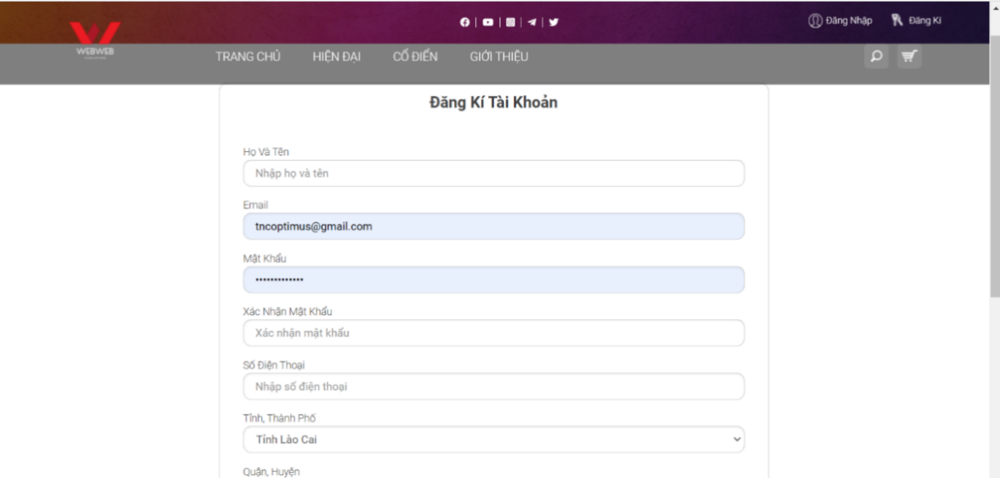 Đăng Nhập Đăng Kí
WEBWEB
TRANG CHỦ HIỆN ĐẠI CỔ ĐIỂN GIỚI THIỆU
Đăng Kí Tài Khoản
Họ Và Tên
Nhập họ và tên
Email
tncoptimus@gmail.com
Mật Khẩu
•••••••••••••
Xác Nhận Mật Khẩu
Xác nhận mật khẩu
Số Điện Thoại
Nhập số điện thoại
Tỉnh, Thành Phố
Tỉnh Lào Cai
Quận, Huyện